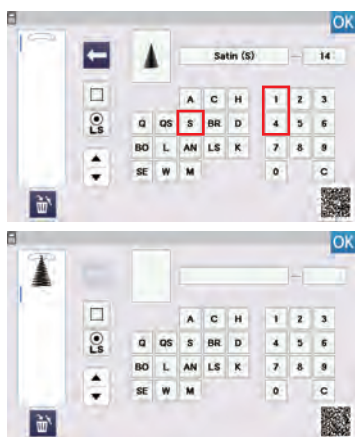 OK
Satin (S) — 14
A C H 1 2 3
Q QS S BR D 4 5 6
LS
BO L AN LS K 7 8 9
SE W M 0 C
OK
—
A C H 1 2 3
Q QS S BR D 4 5 6
LS
BO L AN LS K 7 8 9
SE W M 0 C